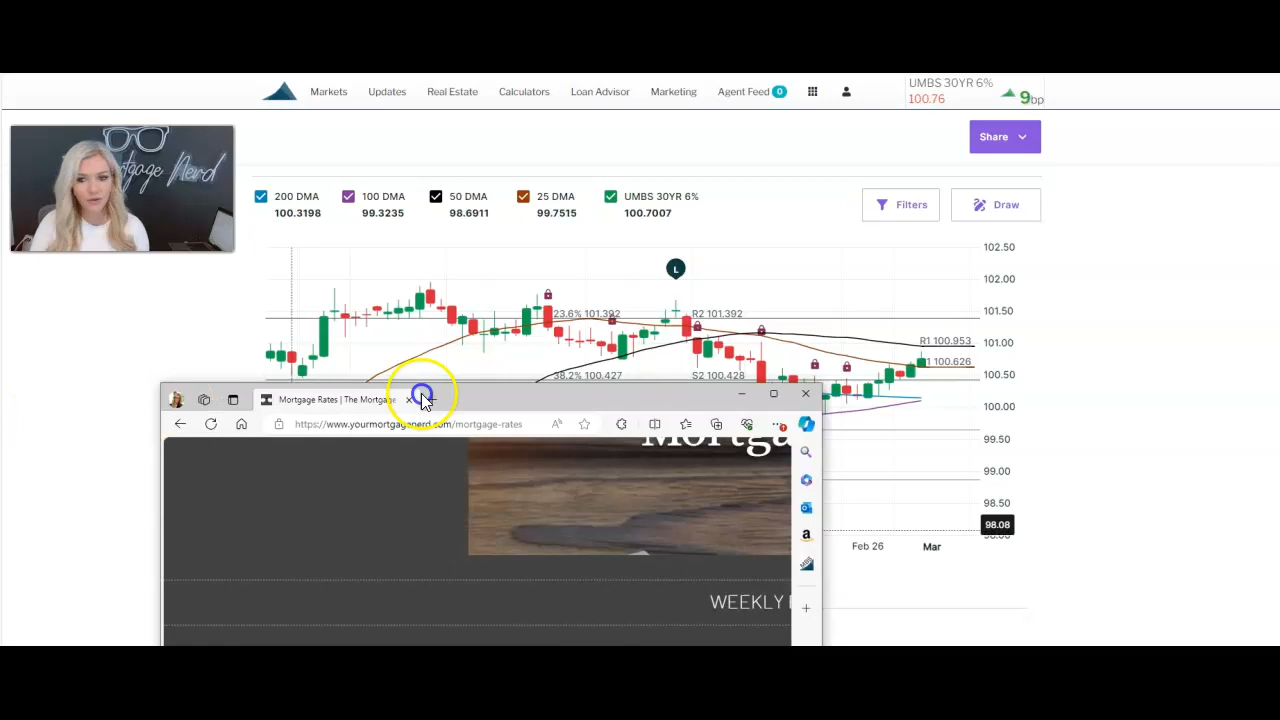 Markets Updates Real Estate Calculators Loan Advisor Marketing Agent Feed 0
UMBS 30YR 6%
100.76 9bp
Share
rtgage Nerd
200 DMA 100 DMA 50 DMA 25 DMA UMBS 30YR 6%
100.3198 99.3235 98.6911 99.7515 100.7007
Filters Draw
102.50
L
102.00
23.6% 101.392 R2 101.392 101.50
R1 100.953 101.00
38.2% 100.427 S2 100.428 1 100.626 100.50
100.00
99.50
99.00
98.50
98.08
Feb 26 Mar
Mortgage Rates | The Mortgage
https://www.yourmortgagenerd.com/mortgage-rates
Mortga
WEEKLY